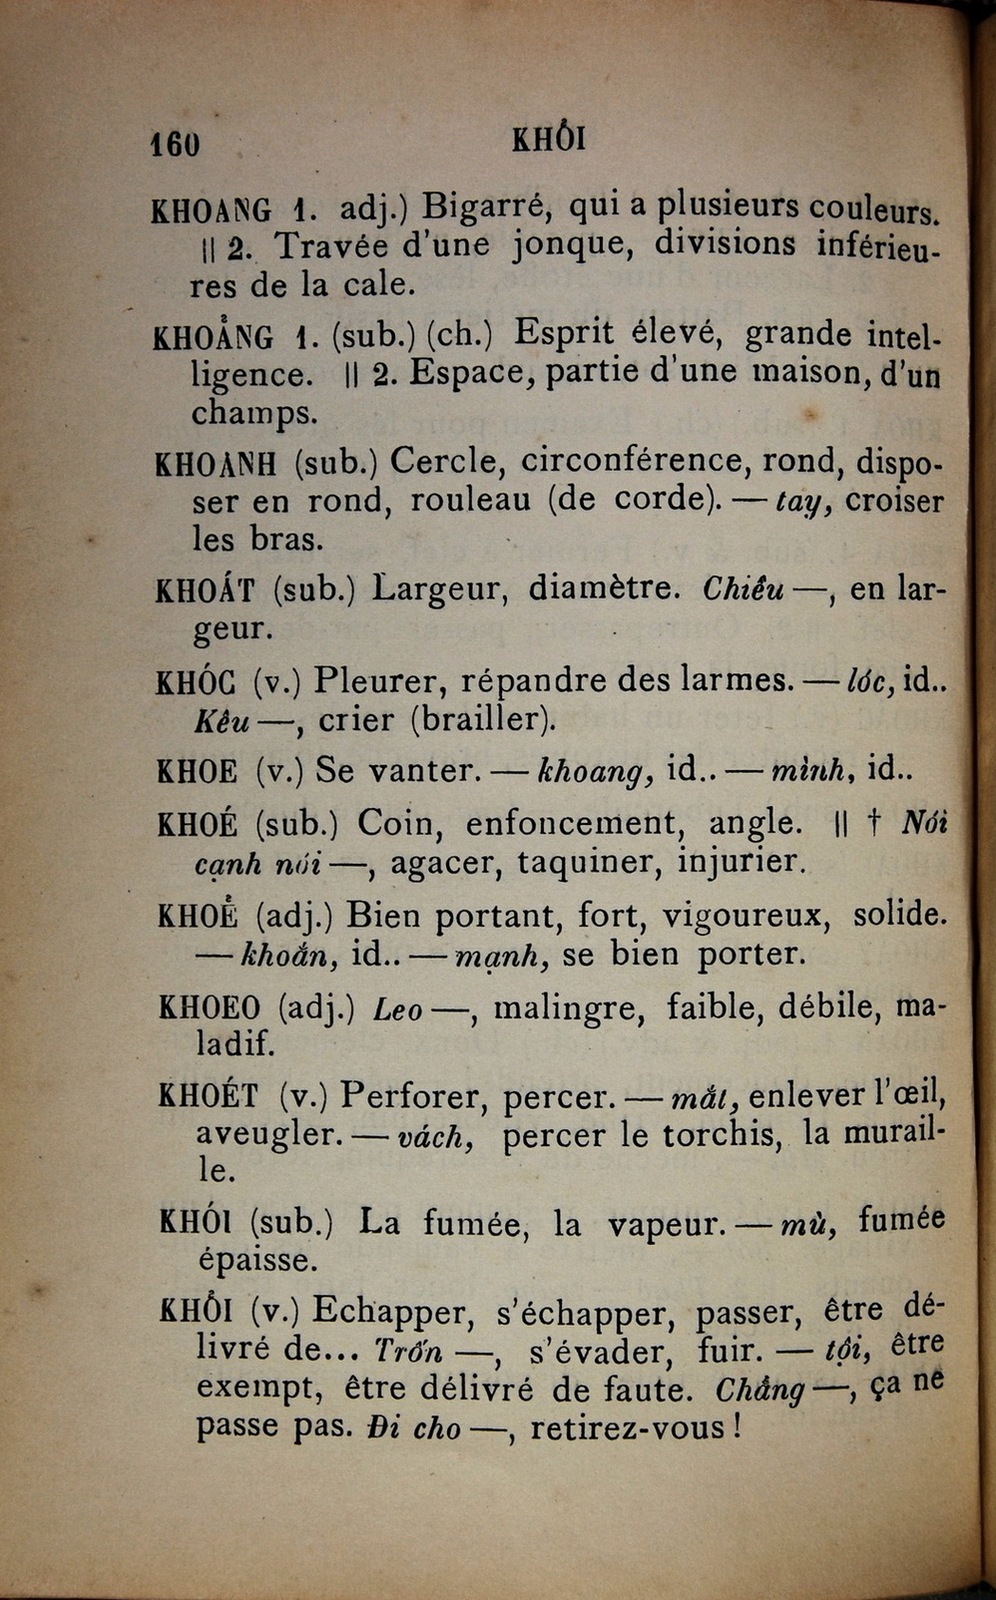 160 KHỎI
KHOANG 1. adj.) Bigarré, qui a plusieurs couleurs.
|| 2. Travée d'une jonque, divisions inférieu-
res de la cale.
KHOẢNG 1. (sub.) (ch.) Esprit élevé, grande intel-
ligence. || 2. Espace, partie d'une maison, d'un
champs.
KHOANH (sub.) Cercle, circonférence, rond, dispo-
ser en rond, rouleau (de corde). — tay, croiser
les bras.
KHOÁT (sub.) Largeur, diamètre. Chiều —, en lar-
geur.
KHÓC (v.) Pleurer, répandre des larmes. — lóc, id..
Kêu —, crier (brailler).
KHOE (v.) Se vanter. — khoang, id.. — mình, id..
KHOÉ (sub.) Coin, enfoncement, angle. || † Nói
cạnh nói —, agacer, taquiner, injurier.
KHOẺ (adj.) Bien portant, fort, vigoureux, solide.
— khoắn, id.. — mạnh, se bien porter.
KHOEO (adj.) Leo —, malingre, faible, débile, ma-
ladif.
KHOÉT (v.) Perforer, percer. — mắt, enlever l'œil,
aveugler. — vách, percer le torchis, la murail-
le.
KHÓI (sub.) La fumée, la vapeur. — mù, fumée
épaisse.
KHỎI (v.) Echapper, s'échapper, passer, être dé-
livré de... Trốn —, s'évader, fuir. — tội, être
exempt, être délivré de faute. Chẳng —, ça ne
passe pas. Đi cho —, retirez-vous !